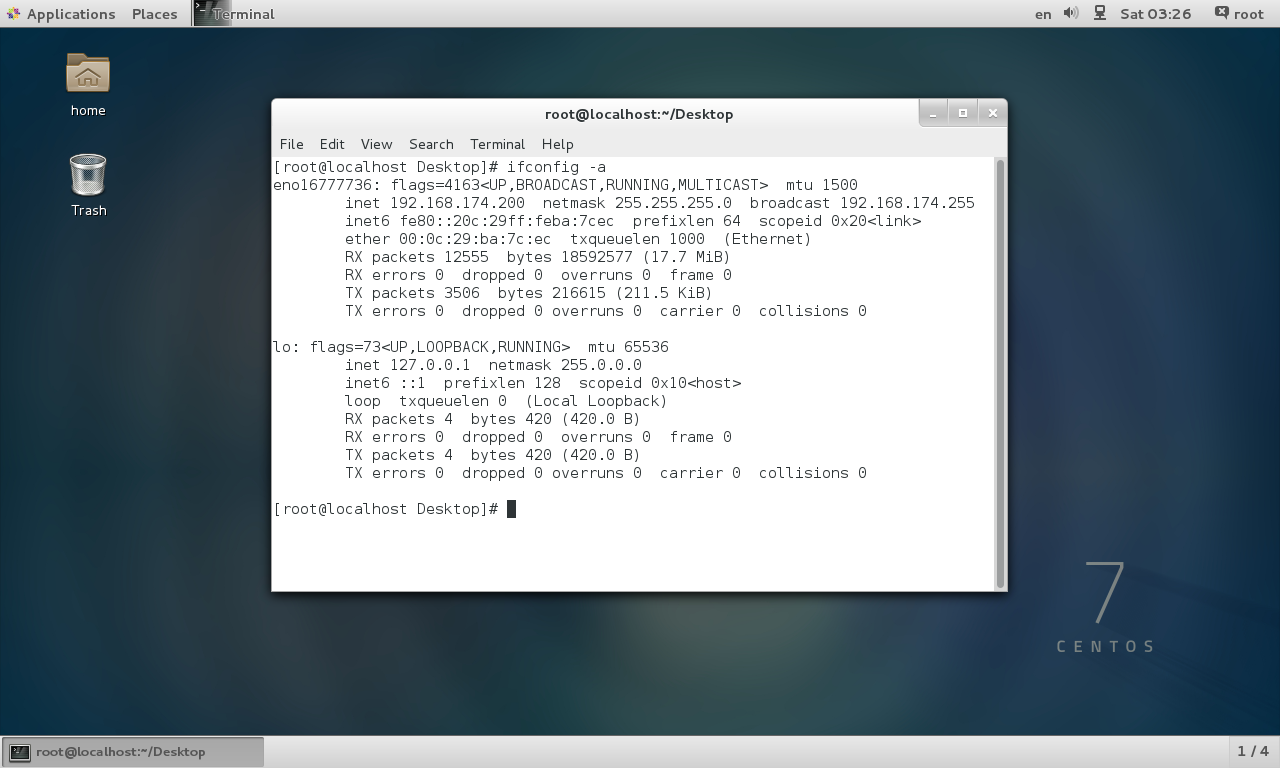 Applications Places Terminal en Sat 03:26 root
home
Trash
root@localhost:~/Desktop
File Edit View Search Terminal Help
[root@localhost Desktop]# ifconfig -a
eno16777736: flags=4163<UP,BROADCAST,RUNNING,MULTICAST>  mtu 1500
        inet 192.168.174.200  netmask 255.255.255.0  broadcast 192.168.174.255
        inet6 fe80::20c:29ff:feba:7cec  prefixlen 64  scopeid 0x20<link>
        ether 00:0c:29:ba:7c:ec  txqueuelen 1000  (Ethernet)
        RX packets 12555  bytes 18592577 (17.7 MiB)
        RX errors 0  dropped 0  overruns 0  frame 0
        TX packets 3506  bytes 216615 (211.5 KiB)
        TX errors 0  dropped 0 overruns 0  carrier 0  collisions 0

lo: flags=73<UP,LOOPBACK,RUNNING>  mtu 65536
        inet 127.0.0.1  netmask 255.0.0.0
        inet6 ::1  prefixlen 128  scopeid 0x10<host>
        loop  txqueuelen 0  (Local Loopback)
        RX packets 4  bytes 420 (420.0 B)
        RX errors 0  dropped 0  overruns 0  frame 0
        TX packets 4  bytes 420 (420.0 B)
        TX errors 0  dropped 0 overruns 0  carrier 0  collisions 0

[root@localhost Desktop]#
7
CENTOS
root@localhost:~/Desktop
1 / 4